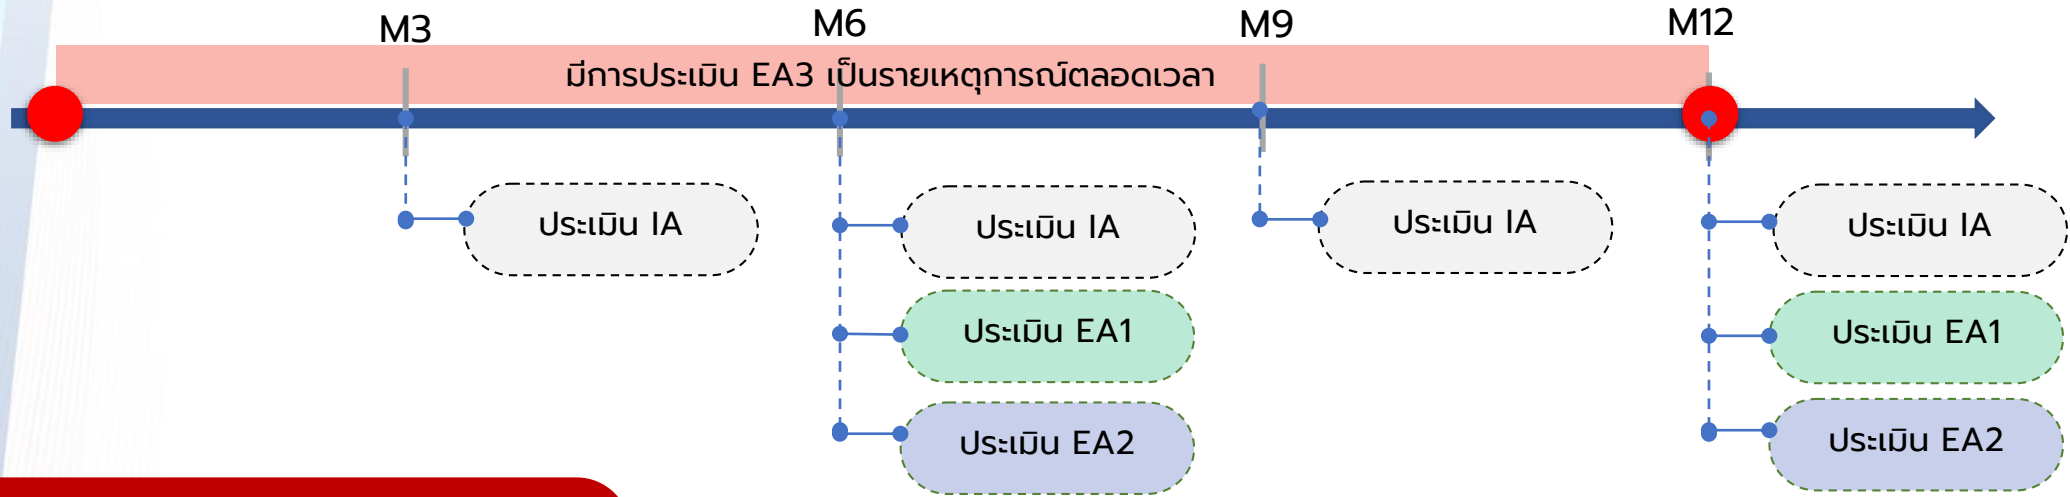 M3
M6
M9
M12
มีการประเมิน EA3 เป็นรายเหตุการณ์ตลอดเวลา
ประเมิน IA
ประเมิน IA
ประเมิน IA
ประเมิน IA
ประเมิน EA1
ประเมิน EA1
ประเมิน EA2
ประเมิน EA2